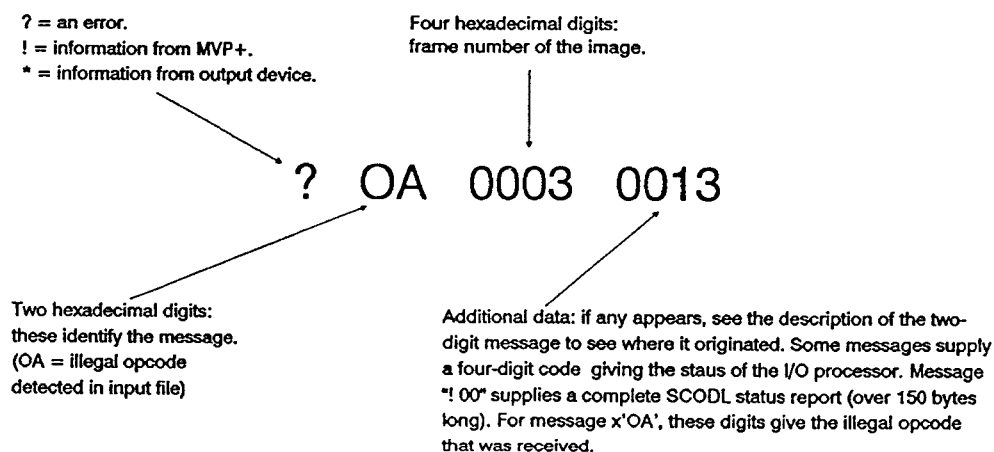 ? = an error.
! = information from MVP+.
* = information from output device.
Four hexadecimal digits:
frame number of the image.
? OA 0003 0013
Two hexadecimal digits:
these identify the message.
(OA = illegal opcode
detected in input file)
Additional data: if any appears, see the description of the two-
digit message to see where it originated. Some messages supply
a four-digit code giving the staus of the I/O processor. Message
"! 00" supplies a complete SCODL status report (over 150 bytes
long). For message x'OA', these digits give the illegal opcode
that was received.